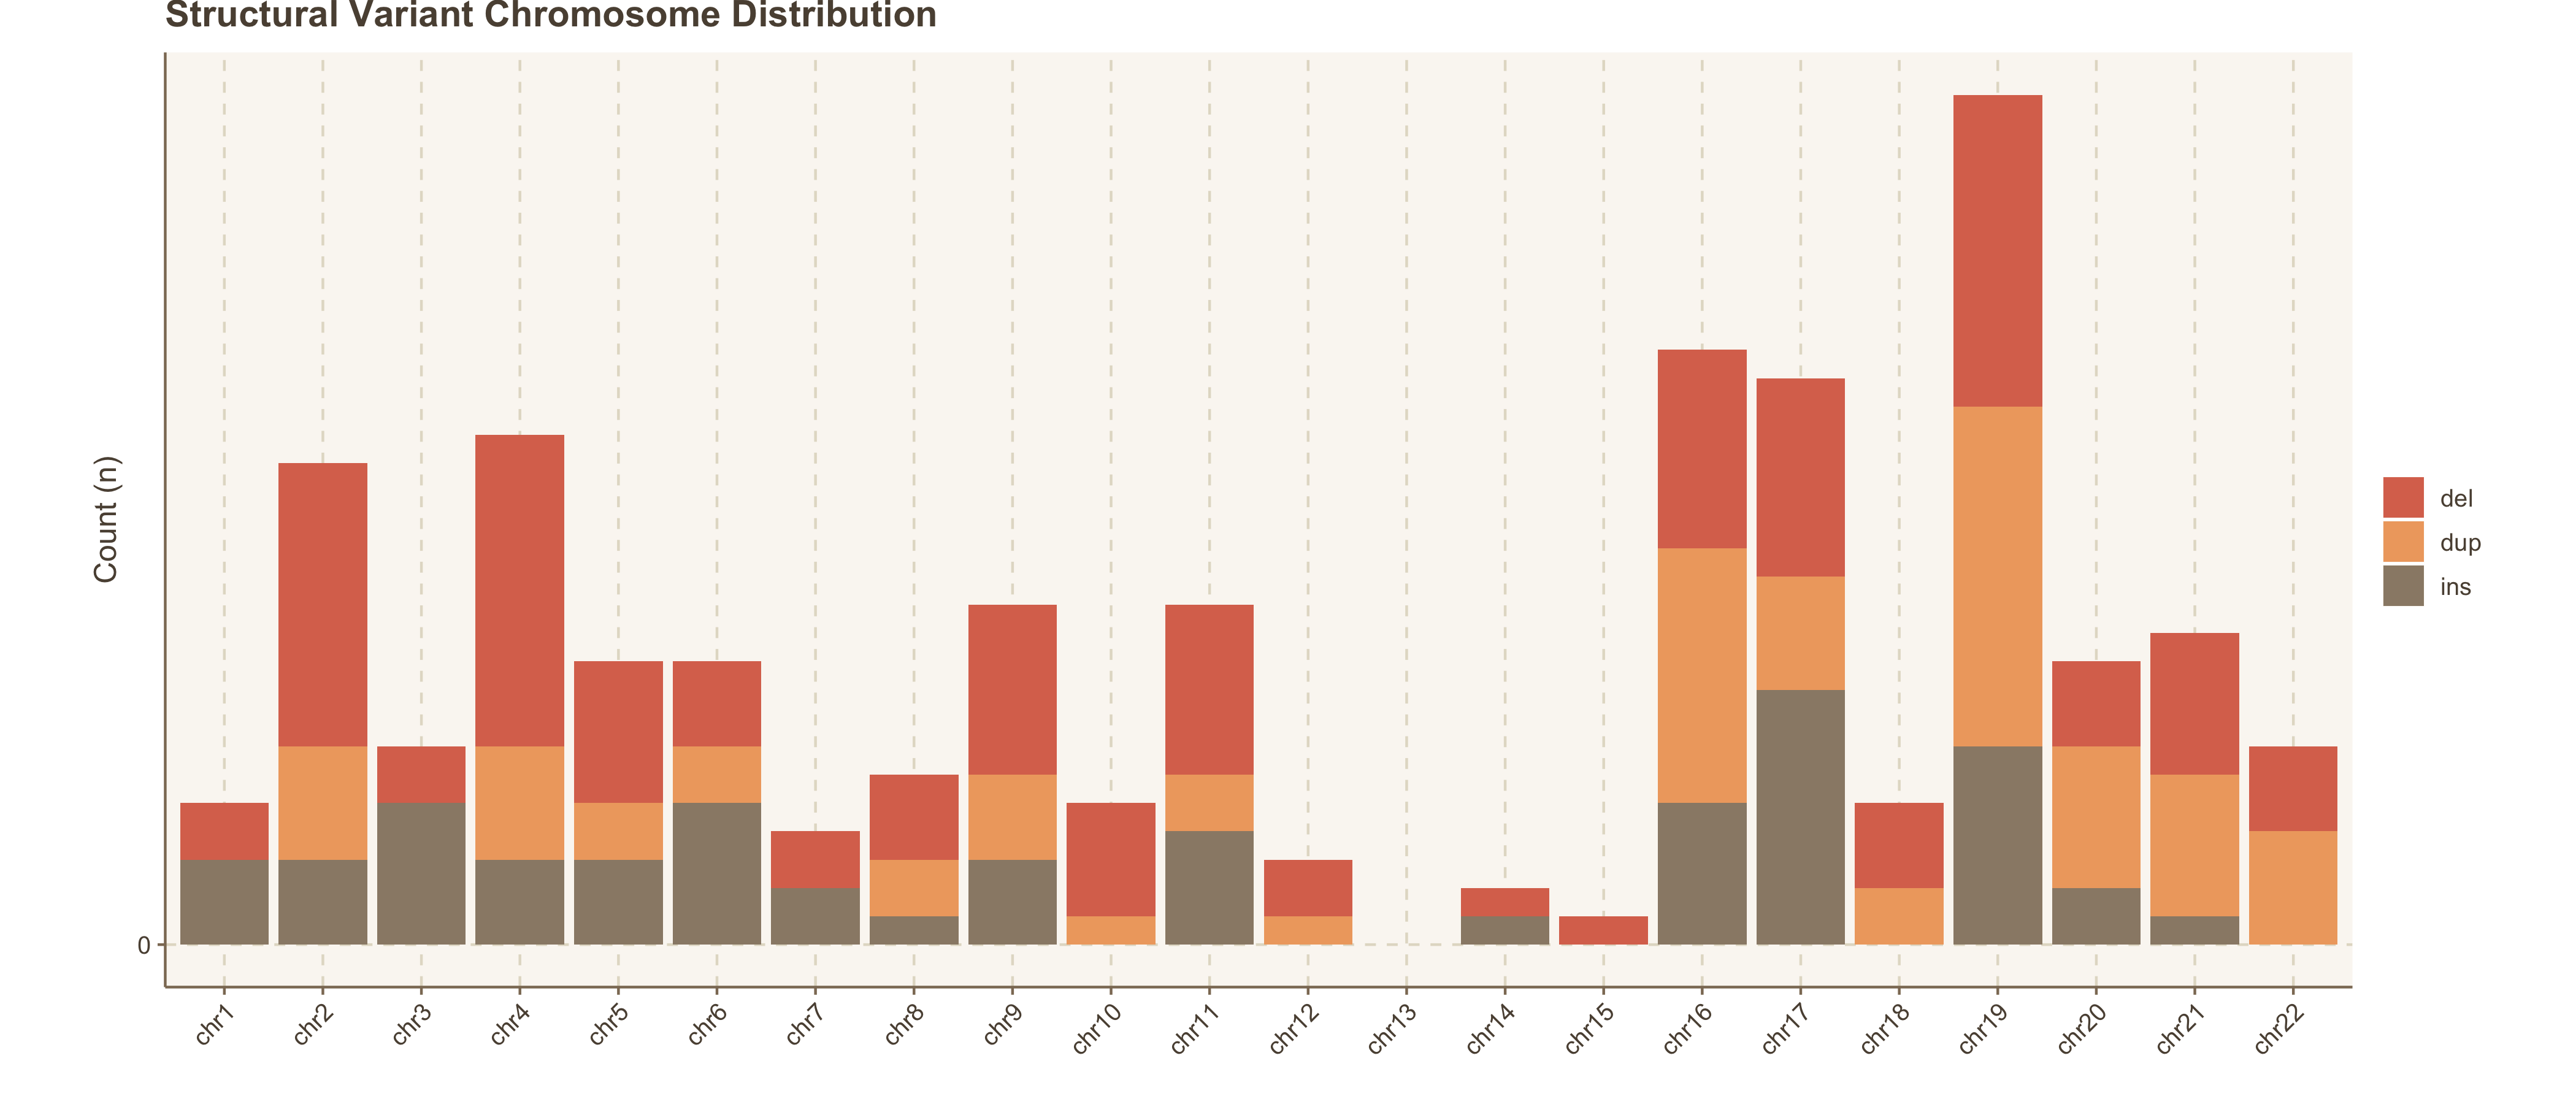 Structural Variant Chromosome Distribution
Count (n)
0
chr1
chr2
chr3
chr4
chr5
chr6
chr7
chr8
chr9
chr10
chr11
chr12
chr13
chr14
chr15
chr16
chr17
chr18
chr19
chr20
chr21
chr22
del
dup
ins